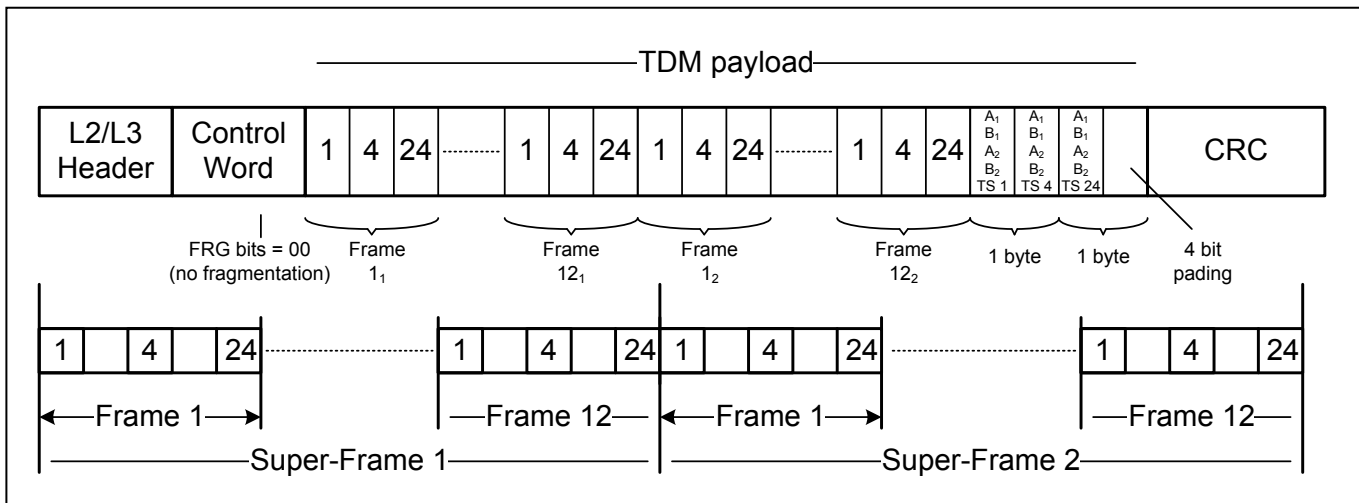 TDM payload
L2/L3 Header Control Word 1 4 24 1 4 24 1 4 24 1 4 24 A₁ B₁ A₂ B₂ TS 1 A₁ B₁ A₂ B₂ TS 4 A₁ B₁ A₂ B₂ TS 24 CRC
FRG bits = 00 (no fragmentation)
Frame 1₁
Frame 12₁
Frame 1₂
Frame 12₂
1 byte
1 byte
4 bit pading
1 4 24 1 4 24 1 4 24 1 4 24
Frame 1 Frame 12 Frame 1 Frame 12
Super-Frame 1 Super-Frame 2